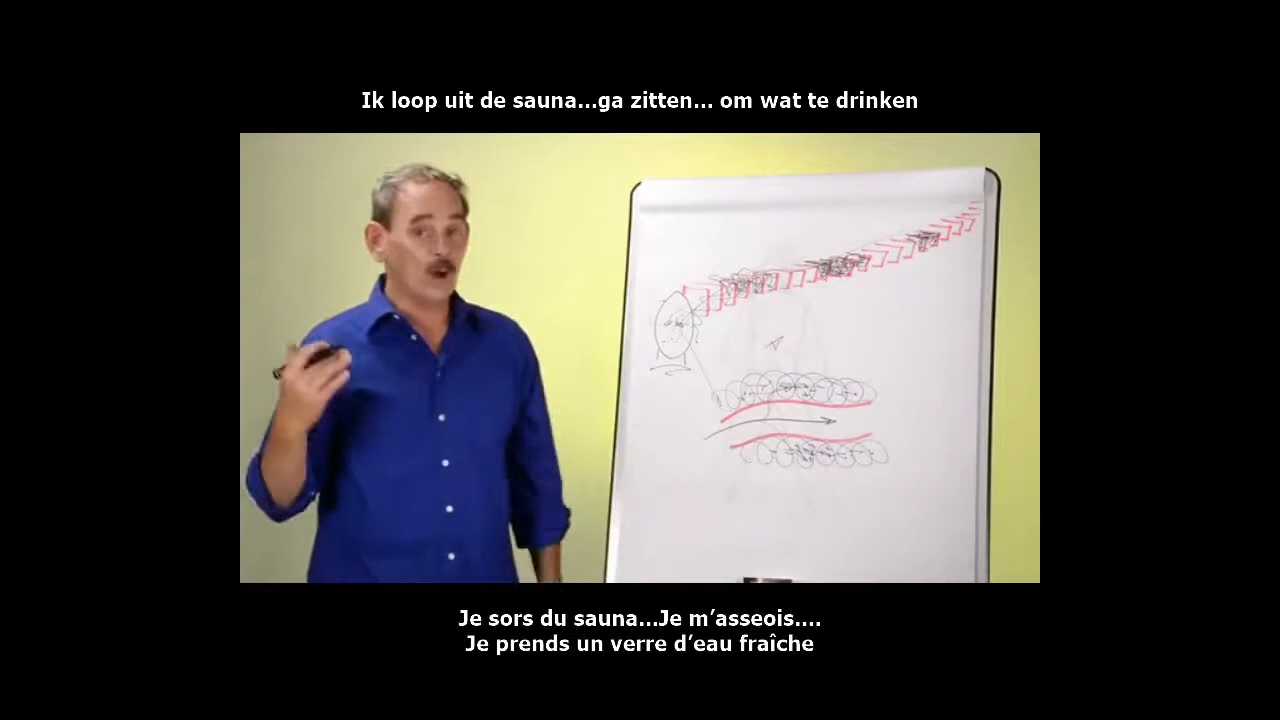 Ik loop uit de sauna...ga zitten... om wat te drinken
Je sors du sauna...Je m’asseois....
Je prends un verre d’eau fraîche